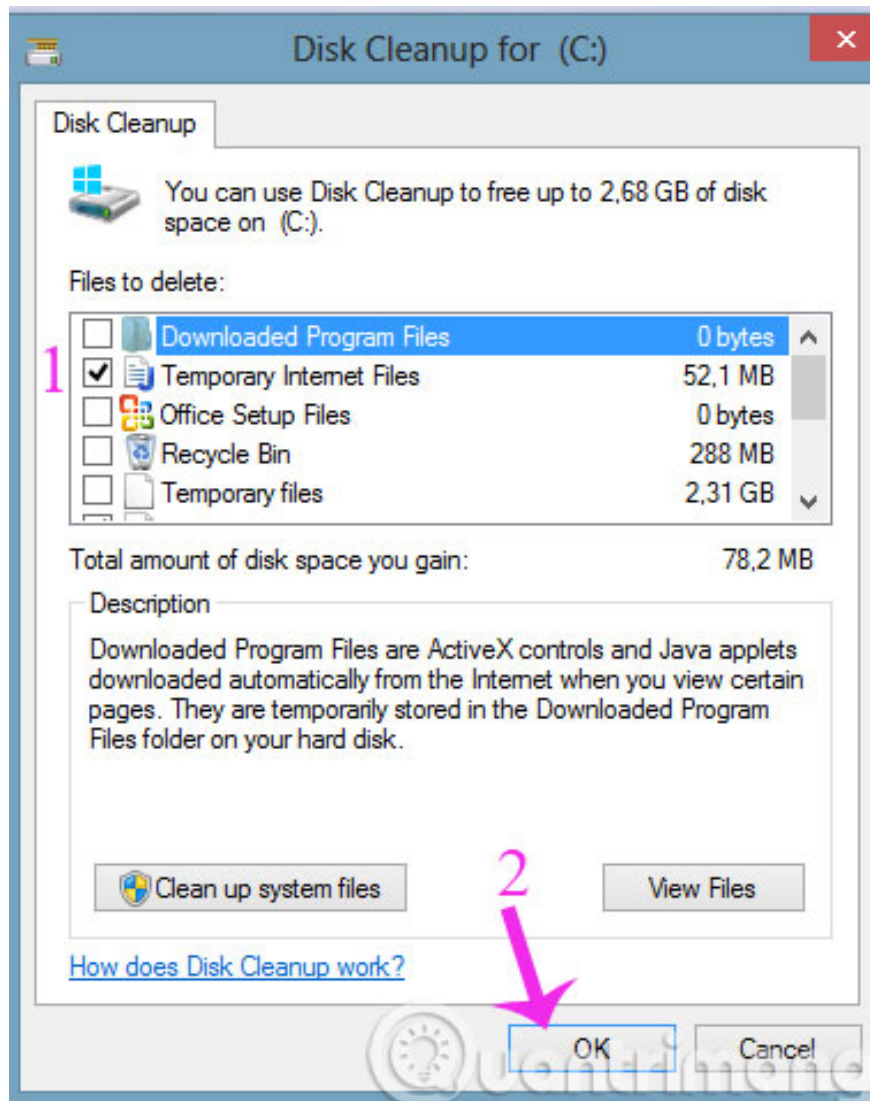 Disk Cleanup for (C:)
Disk Cleanup
You can use Disk Cleanup to free up to 2,68 GB of disk
space on (C:).
Files to delete:
Downloaded Program Files 0 bytes
1
Temporary Internet Files 52,1 MB
Office Setup Files 0 bytes
Recycle Bin 288 MB
Temporary files 2,31 GB
Total amount of disk space you gain: 78,2 MB
Description
Downloaded Program Files are ActiveX controls and Java applets
downloaded automatically from the Internet when you view certain
pages. They are temporarily stored in the Downloaded Program
Files folder on your hard disk.
2
Clean up system files View Files
How does Disk Cleanup work?
OK Cancel
Quantrimang